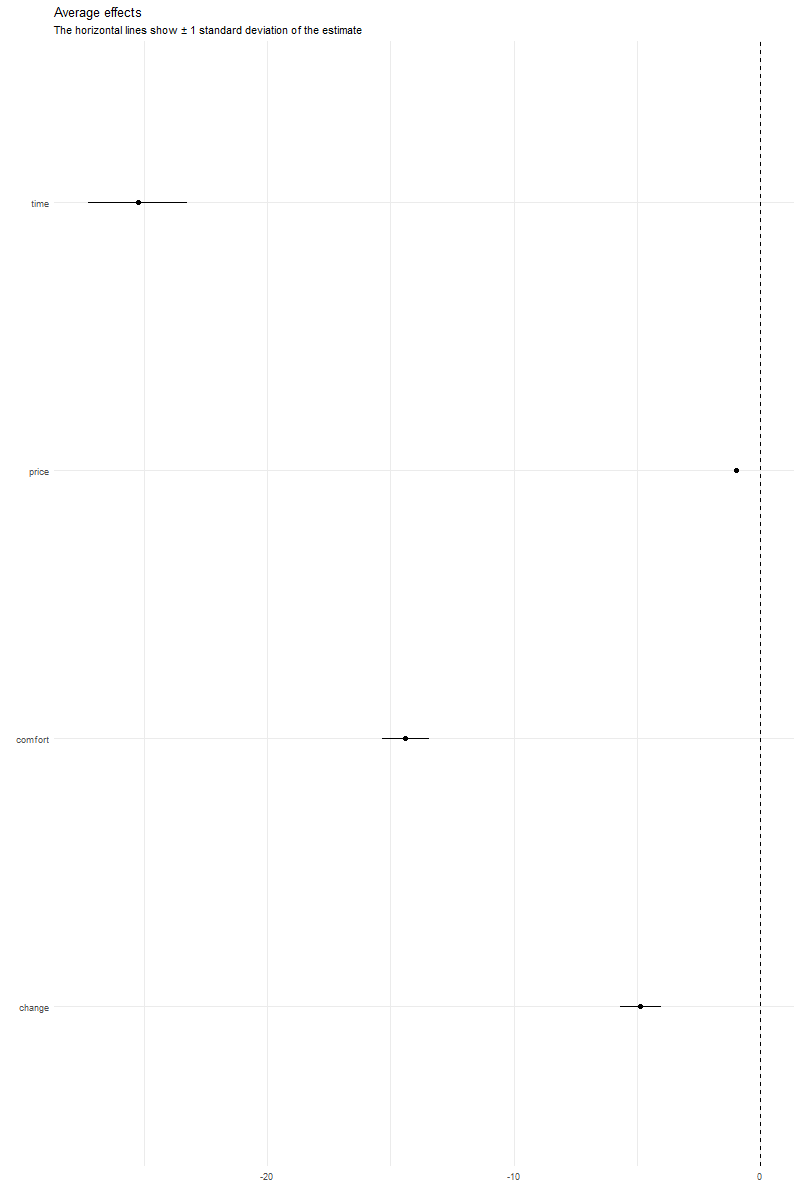 Average effects
The horizontal lines show ± 1 standard deviation of the estimate
time
price
comfort
change
-20
-10
0